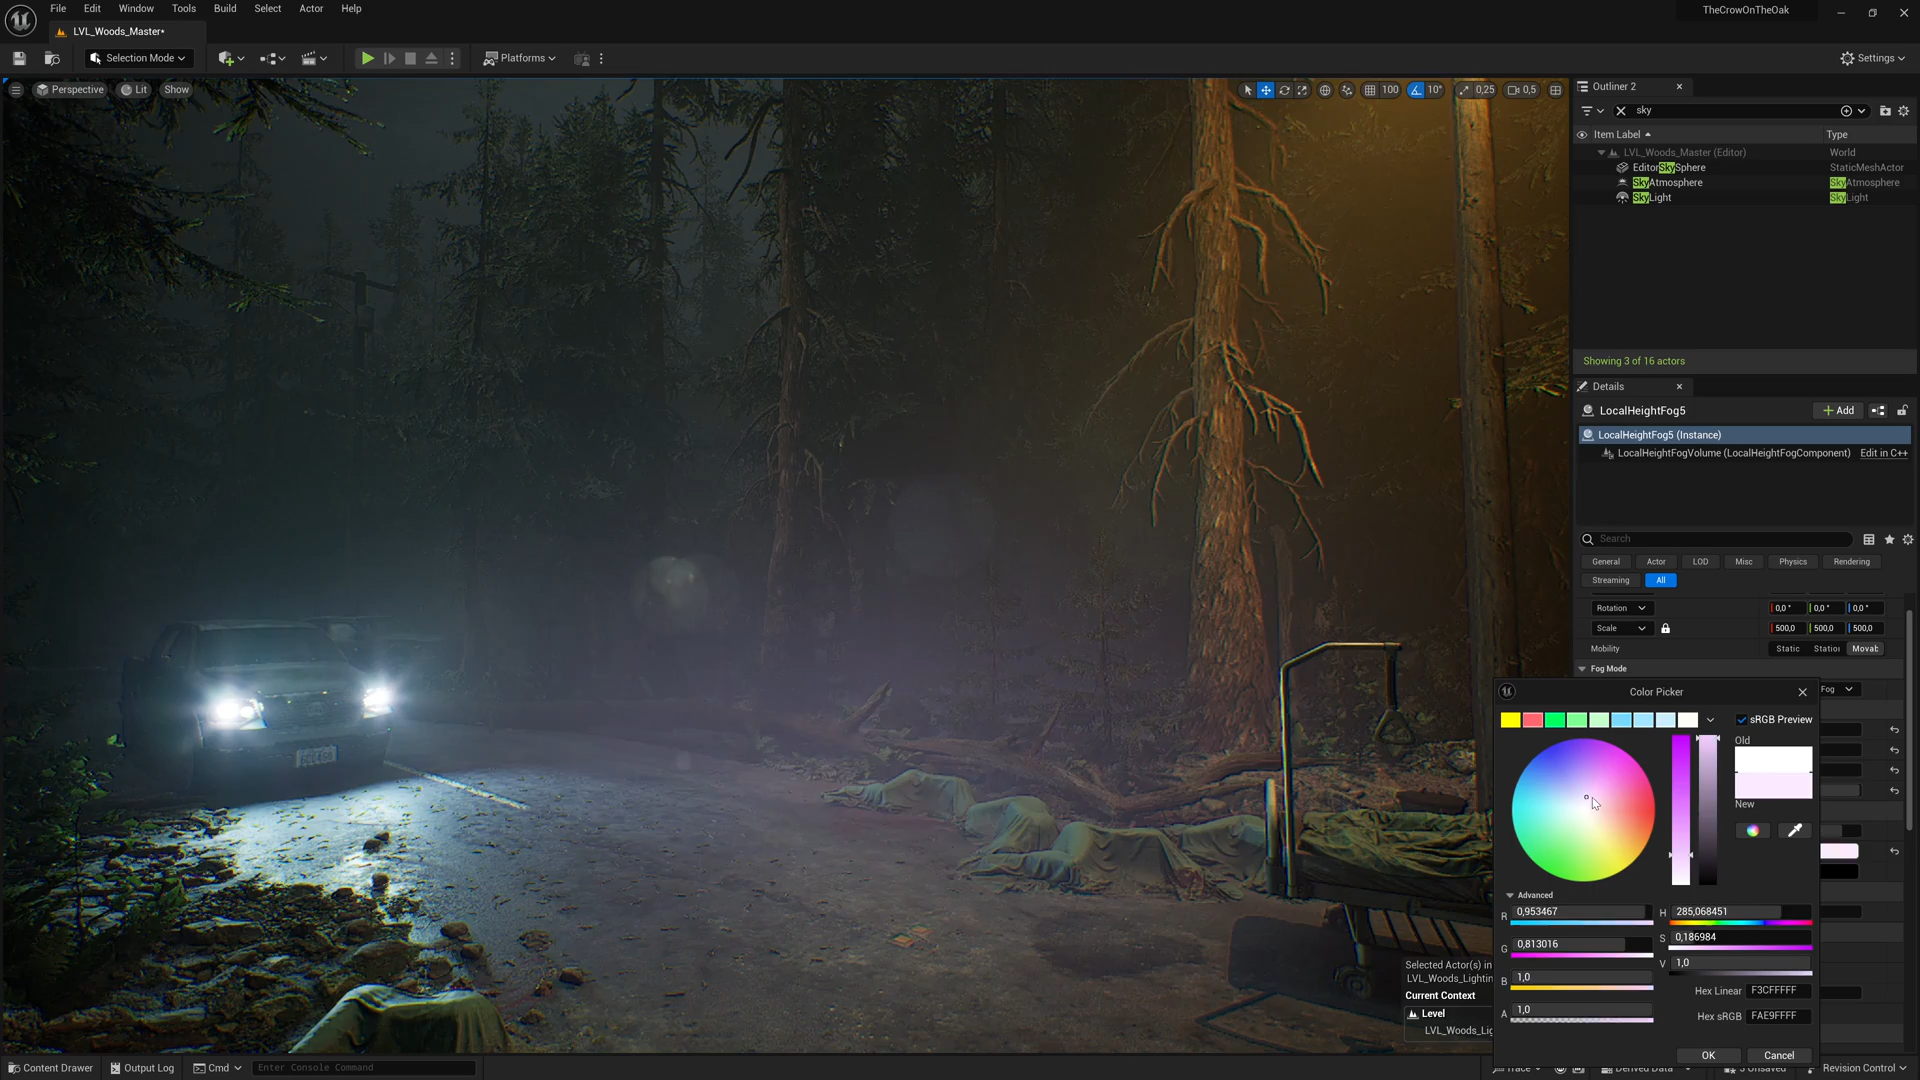 File Edit Window Tools Build Select Actor Help
TheCrowOnTheOak
LVL_Woods_Master•
Selection Mode
Platforms
Settings
Perspective Lit Show
100 10° 0,25 0,5
Outliner 2
sky
Item Label Type
LVL_Woods_Master (Editor) World
EditorSkySphere StaticMeshActor
SkyAtmosphere SkyAtmosphere
SkyLight SkyLight
Showing 3 of 16 actors
Details
LocalHeightFog5
Add
LocalHeightFog5 (Instance)
LocalHeightFogVolume (LocalHeightFogComponent) Edit in C++
Search
General Actor LOD Misc Physics Rendering
Streaming All
Rotation 0,0 ° 0,0 ° 0,0 °
Scale 500,0 500,0 500,0
Mobility Static Station Movab
Fog Mode
Fog
Color Picker
sRGB Preview
Old
New
Advanced
R 0,953467
H 285,068451
G 0,813016
S 0,186984
B 1,0
V 1,0
Hex Linear F3CFFFFF
A 1,0
Hex sRGB FAE9FFFF
OK Cancel
Selected Actor(s) in
LVL_Woods_Lightin
Current Context
Level
LVL_Woods_Lig
Content Drawer Output Log Cmd Enter Console Command
Trace Derived Data 5 Unsaved Revision Control